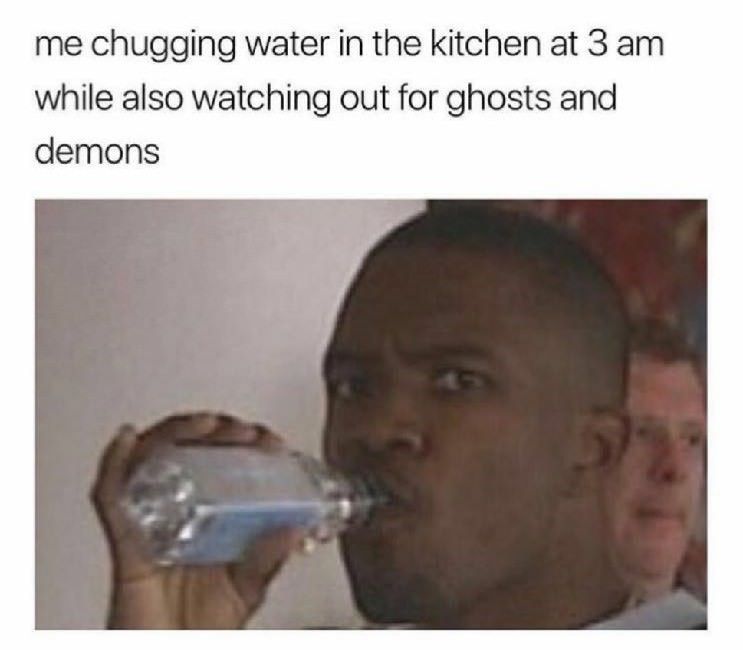 me chugging water in the kitchen at 3 am
while also watching out for ghosts and
demons